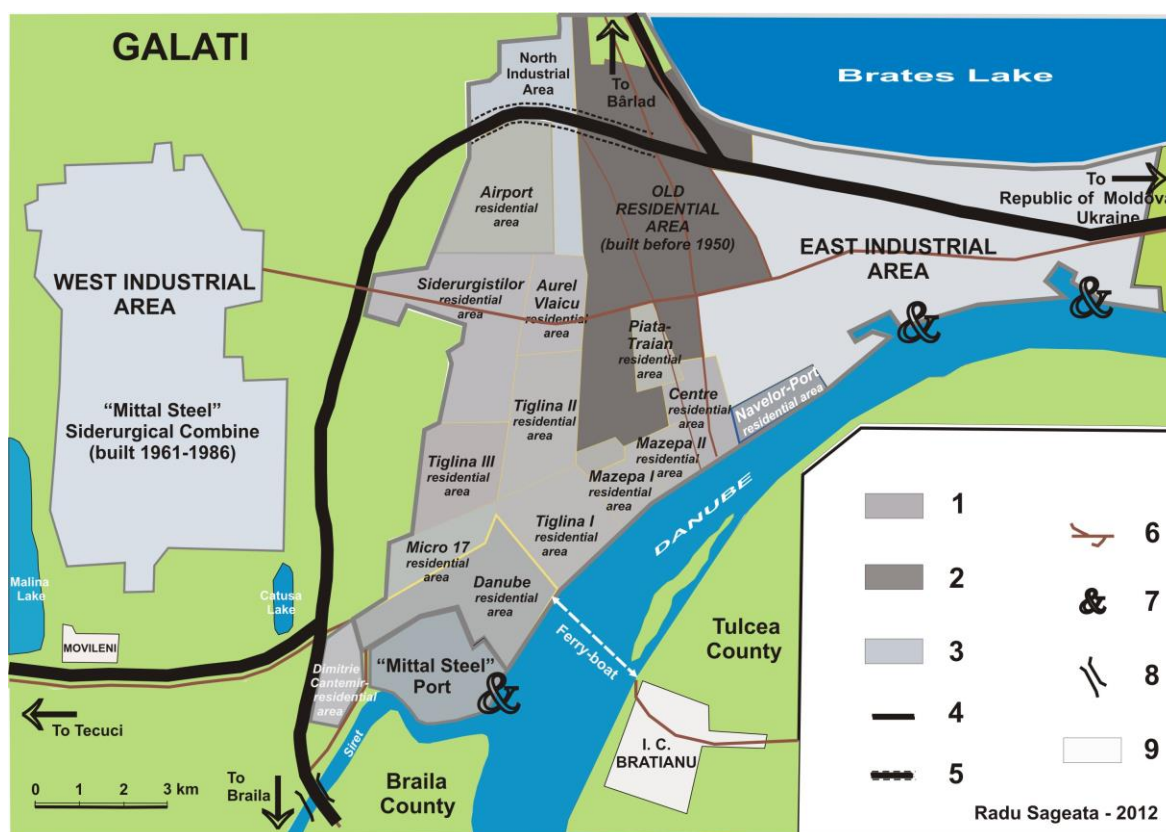 GALATI
North
Industrial
Area
To
Bârlad
Brates Lake
To
Republic of Moldova
Ukraine
Airport
residential
area
OLD
RESIDENTIAL
AREA
(built before 1950)
EAST INDUSTRIAL
AREA
WEST INDUSTRIAL
AREA
Siderurgistilor
residential
area
Aurel
Vlaicu
residential
area
&
&
Piata-
Traian
residential
area
“Mittal Steel”
Siderurgical Combine
(built 1961-1986)
Tiglina II
residential
area
Centre
residential
area
Navelor-Port
residential area
Tiglina III
residential
area
Mazepa II
residential
area
Mazepa I
residential
area
Tiglina I
residential
area
DANUBE
Micro 17
residential
area
Danube
residential
area
Malina
Lake
Catusa
Lake
MOVILENI
Ferry-boat
Tulcea
County
Dimitrie
Cantemir-
residential
area
“Mittal Steel”
Port
&
To Tecuci
Siret
I. C.
BRATIANU
To
Braila
Braila
County
0 1 2 3 km
1
2
3
4
5
6
& 7
8
9
Radu Sageata - 2012